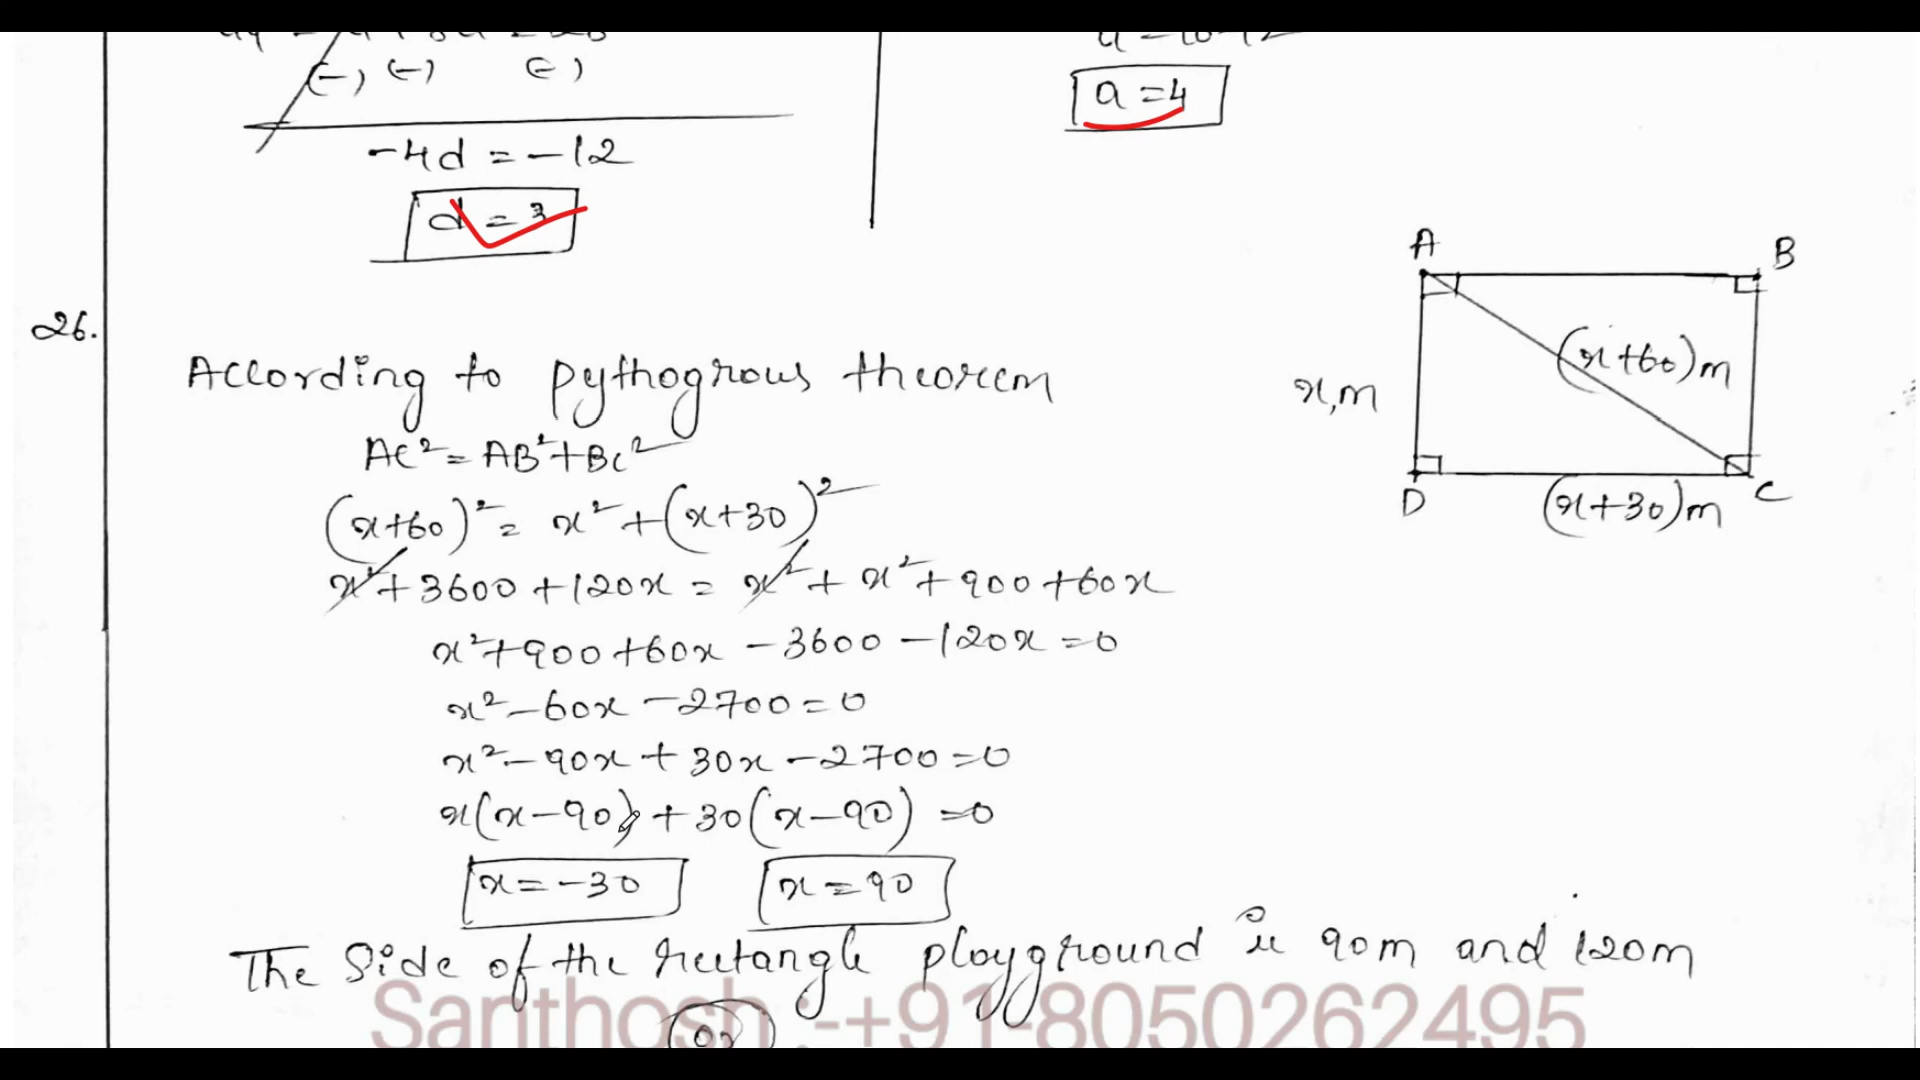 (-) (-) (-)
-4d = -12
d = 3
a = 4
A
B
(x+60)m
x,m
D
C
(x+30)m
26.
According to pythogrous theorem
AC² = AB² + BC²
(x+60)² = x² + (x+30)²
x² + 3600 + 120x = x² + x² + 900 + 60x
x² + 900 + 60x - 3600 - 120x = 0
x² - 60x - 2700 = 0
x² - 90x + 30x - 2700 = 0
x(x-90) + 30(x-90) = 0
x = -30 x = 90
The side of the rectangle playground is 90m and 120m
Santhosh :-+91-8050262495